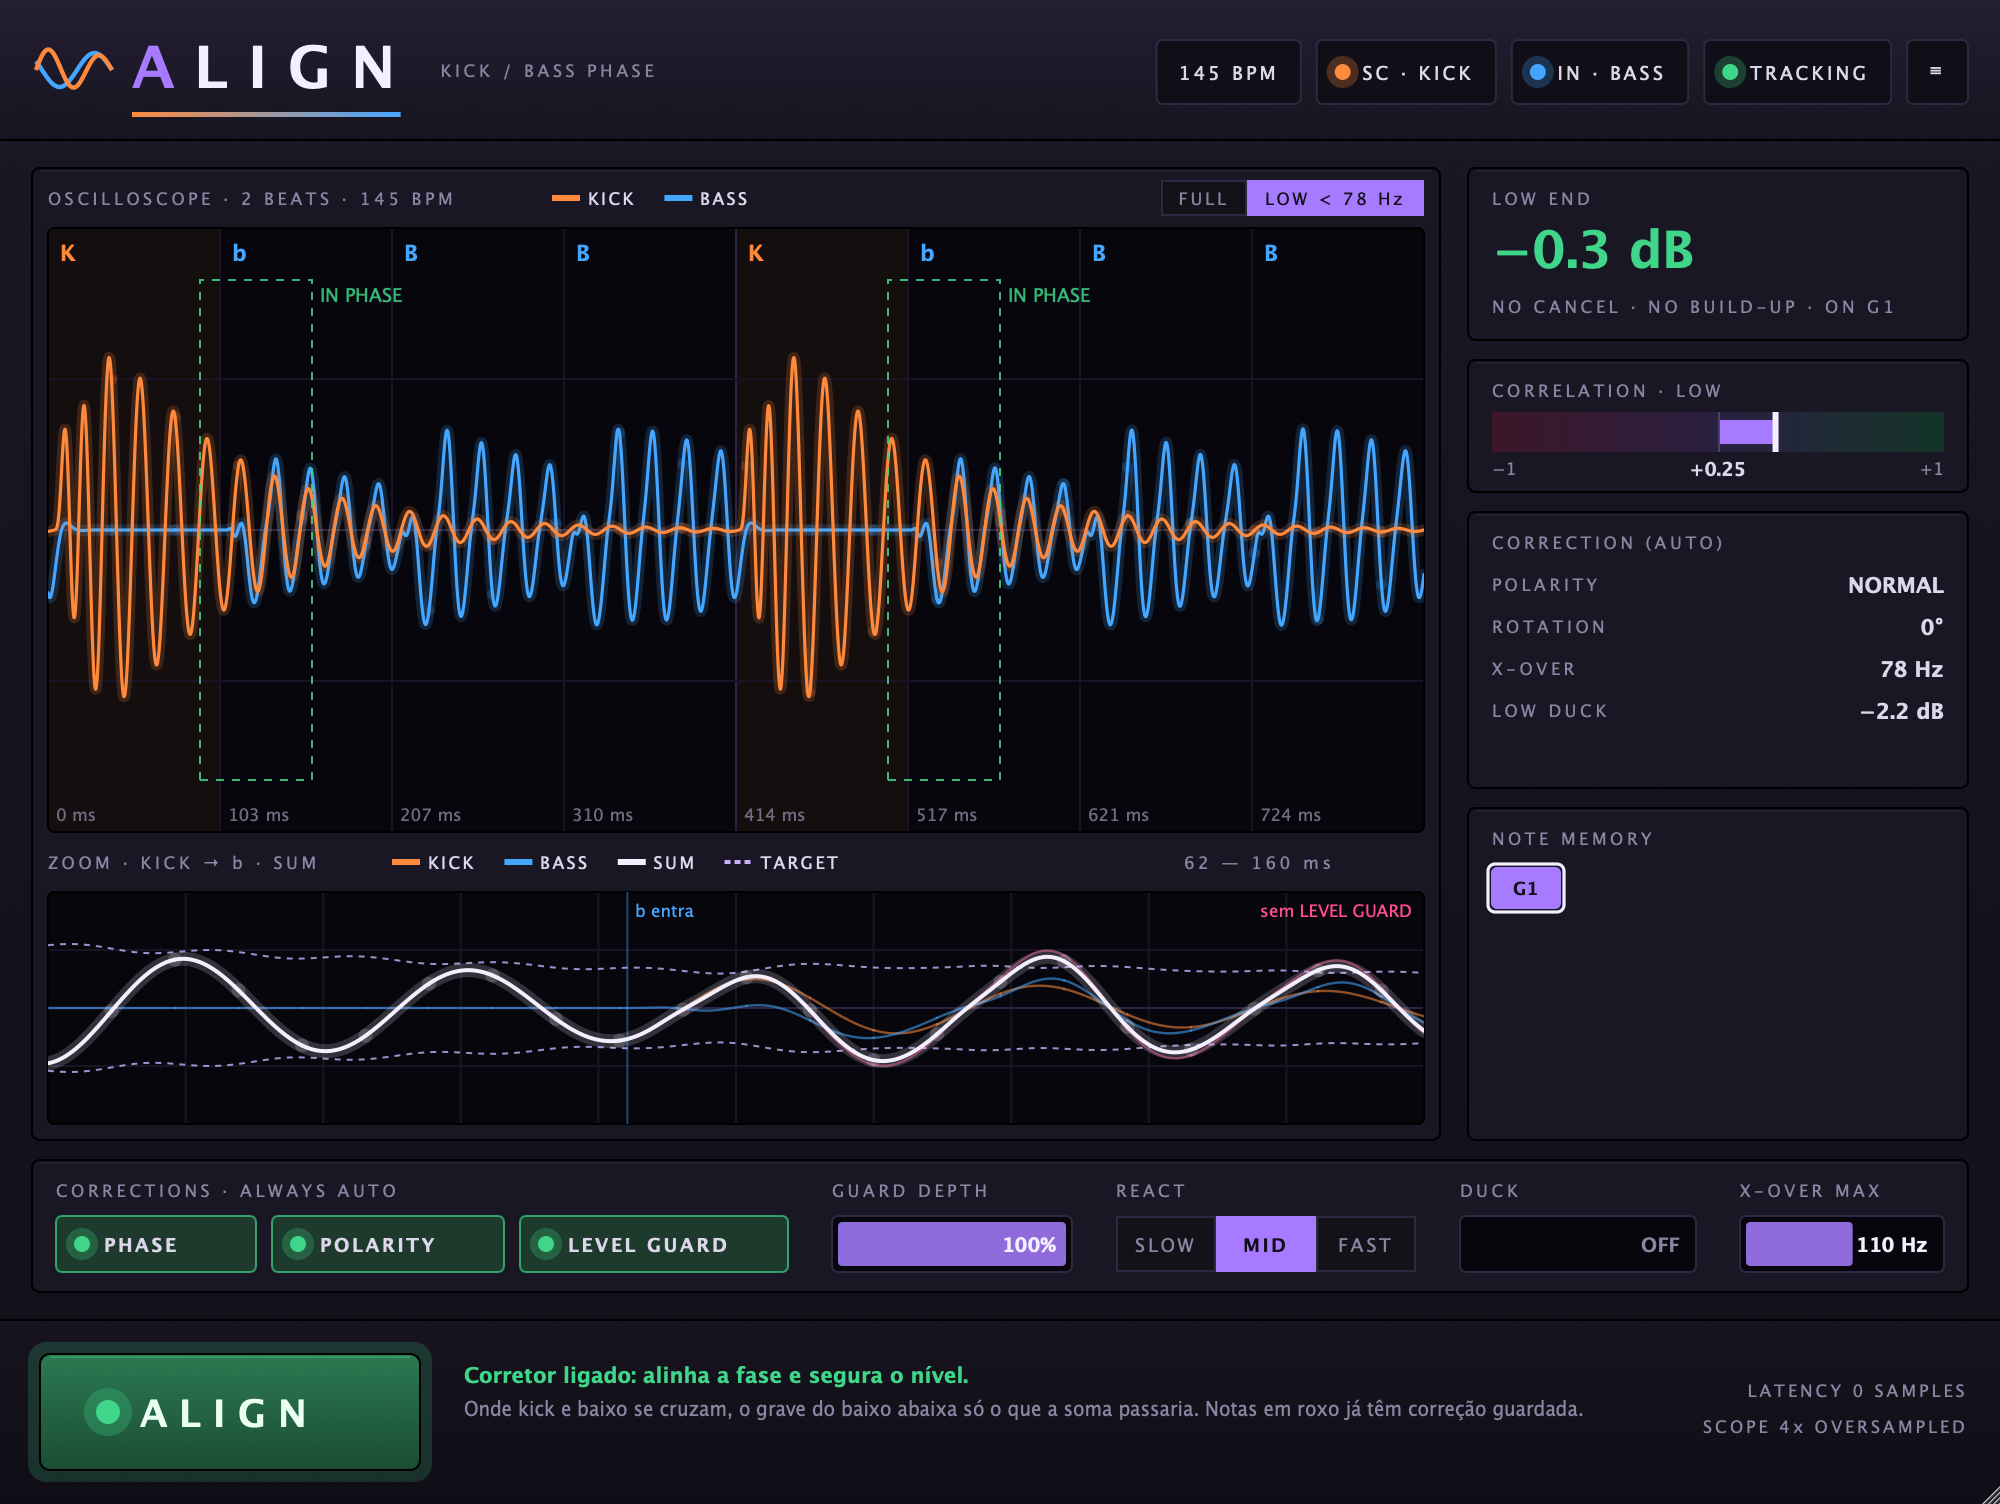 ALIGN
KICK / BASS PHASE
145 BPM
SC · KICK
IN · BASS
TRACKING
≡
OSCILLOSCOPE · 2 BEATS · 145 BPM
KICK
BASS
FULL
LOW < 78 Hz
K b B B K b B B
IN PHASE
IN PHASE
0 ms 103 ms 207 ms 310 ms 414 ms 517 ms 621 ms 724 ms
ZOOM · KICK → b · SUM
KICK
BASS
SUM
TARGET
62 — 160 ms
b entra
sem LEVEL GUARD
LOW END
−0.3 dB
NO CANCEL · NO BUILD-UP · ON G1
CORRELATION · LOW
−1 +0.25 +1
CORRECTION (AUTO)
POLARITY NORMAL
ROTATION 0°
X-OVER 78 Hz
LOW DUCK −2.2 dB
NOTE MEMORY
G1
CORRECTIONS · ALWAYS AUTO
PHASE
POLARITY
LEVEL GUARD
GUARD DEPTH
100%
REACT
SLOW MID FAST
DUCK
OFF
X-OVER MAX
110 Hz
ALIGN
Corretor ligado: alinha a fase e segura o nível.
Onde kick e baixo se cruzam, o grave do baixo abaixa só o que a soma passaria. Notas em roxo já têm correção guardada.
LATENCY 0 SAMPLES
SCOPE 4x OVERSAMPLED